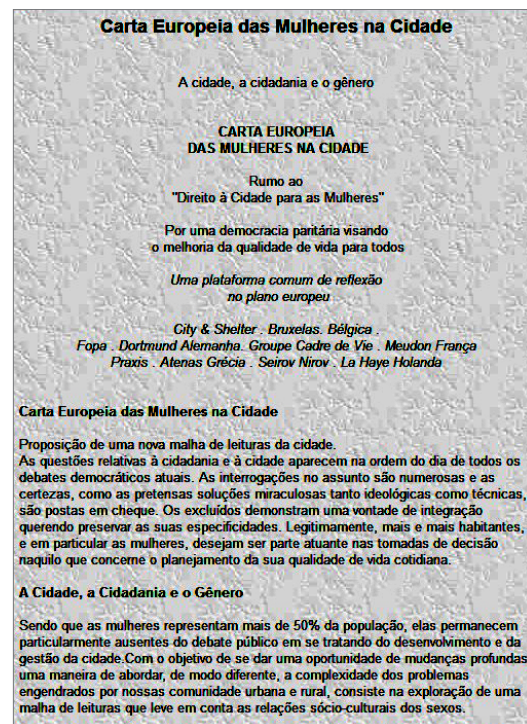 Carta Europeia das Mulheres na Cidade
A cidade, a cidadania e o gênero
CARTA EUROPEIA
DAS MULHERES NA CIDADE
Rumo ao
"Direito à Cidade para as Mulheres"
Por uma democracia paritária visando
o melhoria da qualidade de vida para todos
Uma plataforma comum de reflexão
no plano europeu
City & Shelter . Bruxelas. Bélgica .
Fopa . Dortmund Alemanha. Groupe Cadre de Vie . Meudon França
Praxis . Atenas Grécia . Seirov Nirov . La Haye Holanda
Carta Europeia das Mulheres na Cidade
Proposição de uma nova malha de leituras da cidade.
As questões relativas à cidadania e à cidade aparecem na ordem do dia de todos os
debates democráticos atuais. As interrogações no assunto são numerosas e as
certezas, como as pretensas soluções miraculosas tanto ideológicas como técnicas,
são postas em cheque. Os excluídos demonstram uma vontade de integração
querendo preservar as suas especificidades. Legitimamente, mais e mais habitantes,
e em particular as mulheres, desejam ser parte atuante nas tomadas de decisão
naquilo que concerne o planejamento da sua qualidade de vida cotidiana.
A Cidade, a Cidadania e o Gênero
Sendo que as mulheres representam mais de 50% da população, elas permanecem
particularmente ausentes do debate público em se tratando do desenvolvimento e da
gestão da cidade.Com o objetivo de se dar uma oportunidade de mudanças profundas
uma maneira de abordar, de modo diferente, a complexidade dos problemas
engendrados por nossas comunidade urbana e rural, consiste na exploração de uma
malha de leituras que leve em conta as relações sócio-culturais dos sexos.